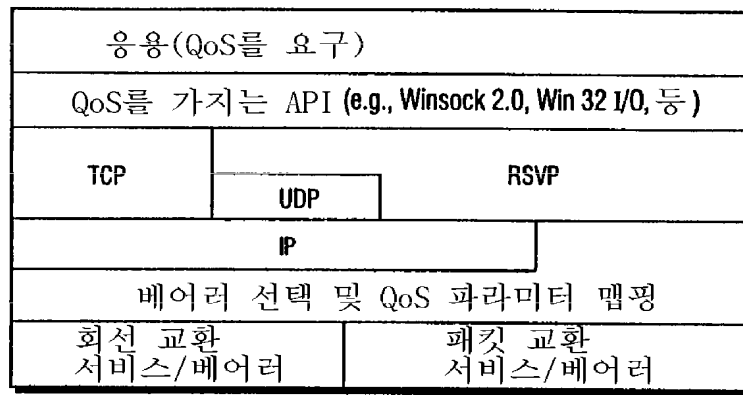 응용(QoS를 요구)
QoS를 가지는 API (e.g., Winsock 2.0, Win 32 I/O, 등)
TCP
RSVP
UDP
IP
베어러 선택 및 QoS 파라미터 맵핑
회선 교환
서비스/베어러
패킷 교환
서비스/베어러